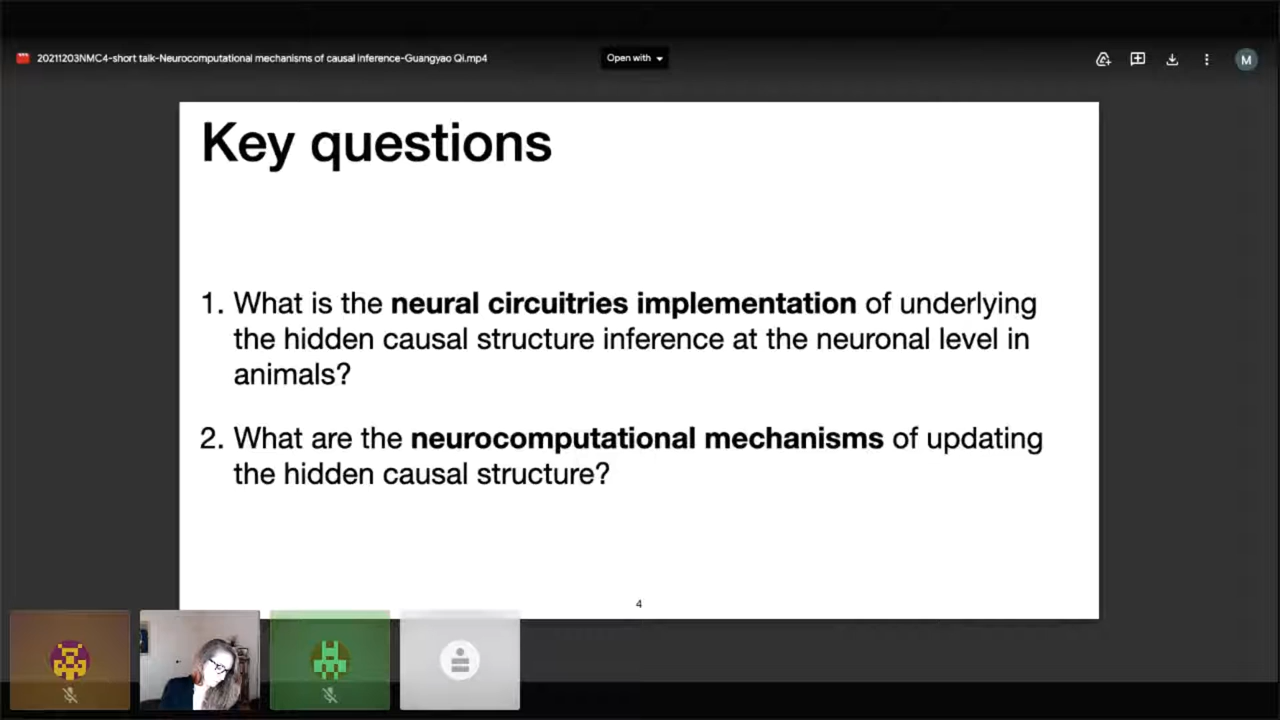 20211203NMC4-short talk-Neurocomputational mechanisms of causal inference-Guangyao Qi.mp4
Open with
M
Key questions
1. What is the neural circuitries implementation of underlying
the hidden causal structure inference at the neuronal level in
animals?
2. What are the neurocomputational mechanisms of updating
the hidden causal structure?
4